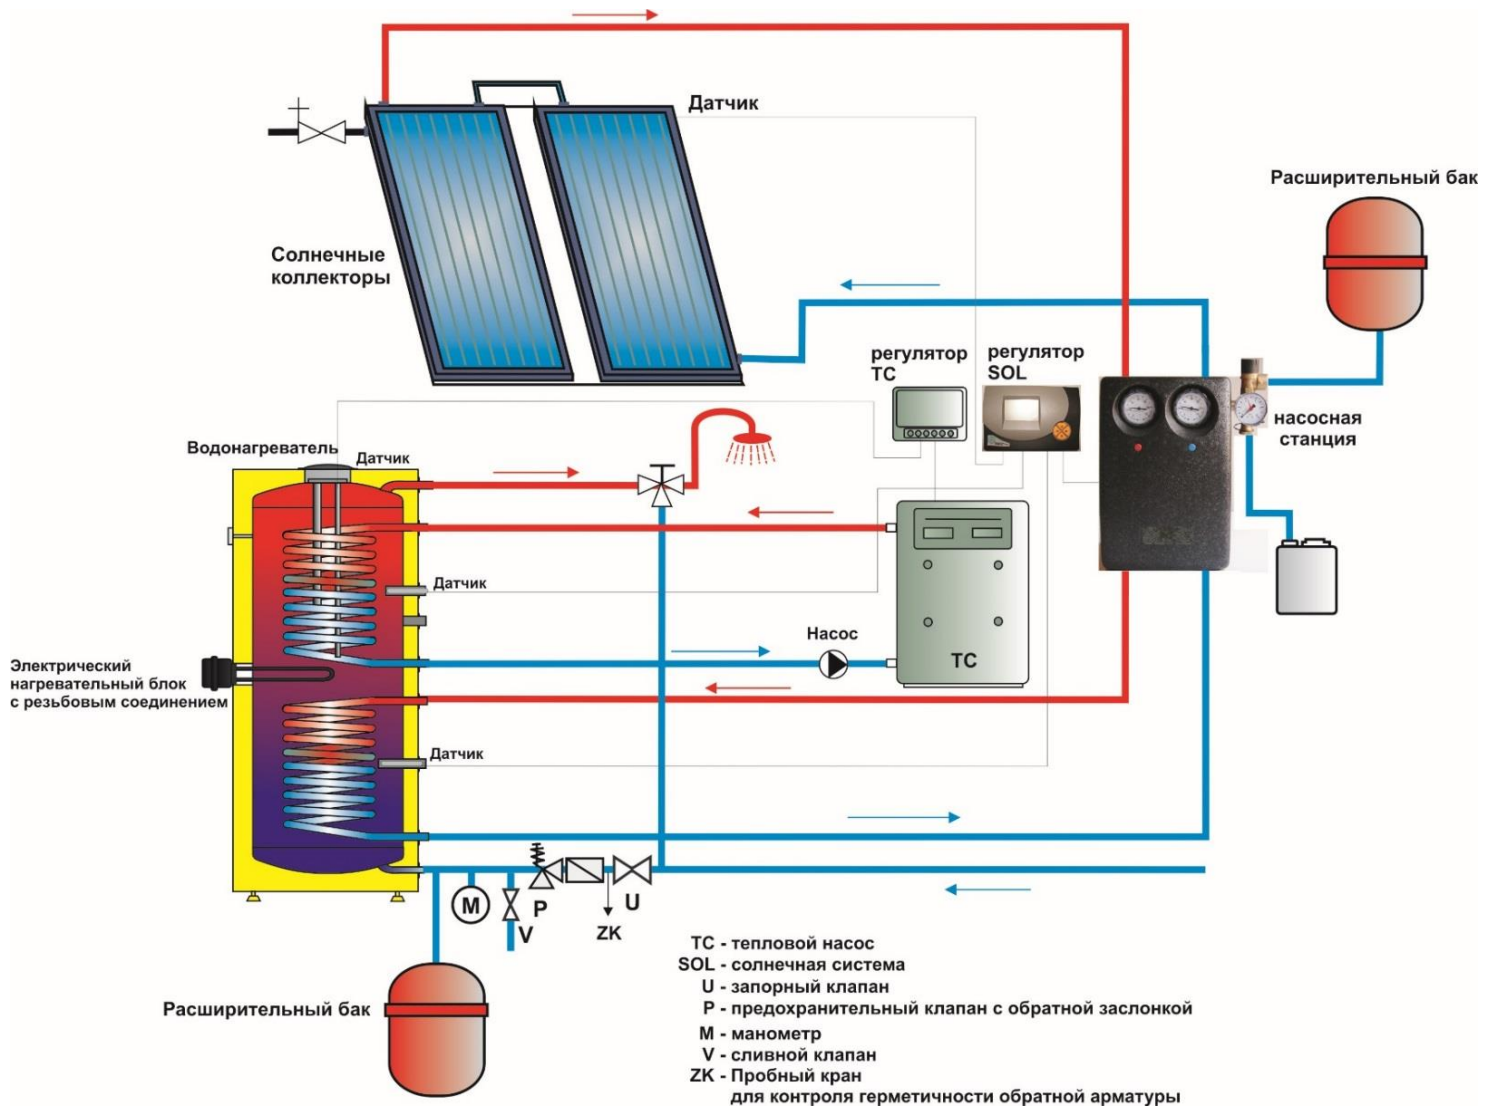 Датчик
Расширительный бак
Солнечные
коллекторы
регулятор
ТС
регулятор
SOL
насосная
станция
Водонагреватель
Датчик
Датчик
Насос
ТС
Электрический
нагревательный блок
с резьбовым соединением
Датчик
M
V
P
ZK
U
Расширительный бак
ТС - тепловой насос
SOL - солнечная система
U - запорный клапан
P - предохранительный клапан с обратной заслонкой
M - манометр
V - сливной клапан
ZK - Пробный кран
для контроля герметичности обратной арматуры